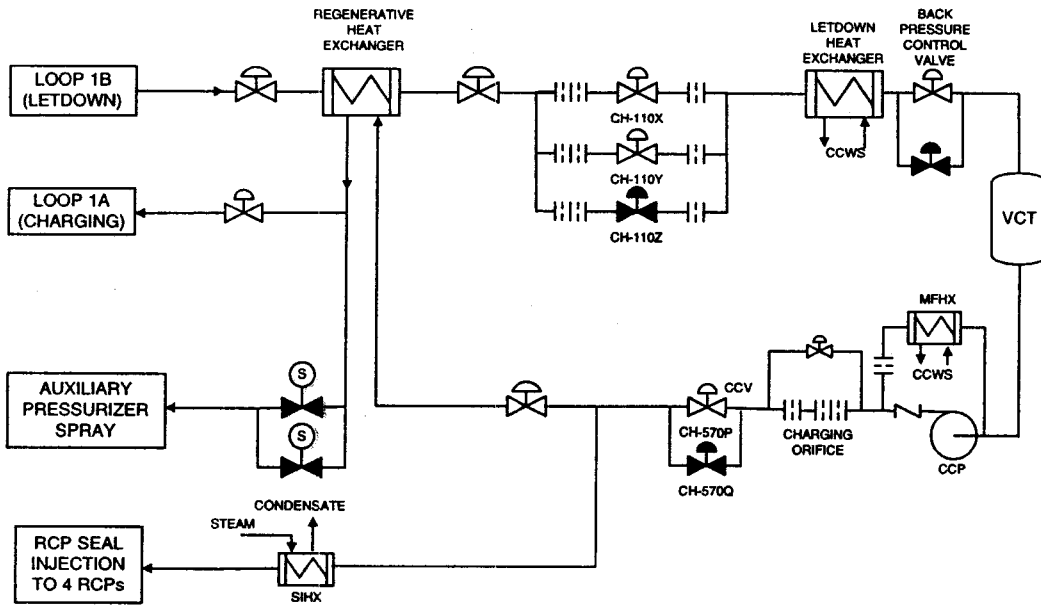 REGENERATIVE
HEAT
EXCHANGER
LETDOWN
HEAT
EXCHANGER
BACK
PRESSURE
CONTROL
VALVE
LOOP 1B
(LETDOWN)
CH-110X
CCWS
CH-110Y
LOOP 1A
(CHARGING)
CH-110Z
VCT
MFHX
CCWS
AUXILIARY
PRESSURIZER
SPRAY
S
S
CCV
CH-570P
CHARGING
ORIFICE
CCP
CH-570Q
CONDENSATE
STEAM
RCP SEAL
INJECTION
TO 4 RCPs
SIHX